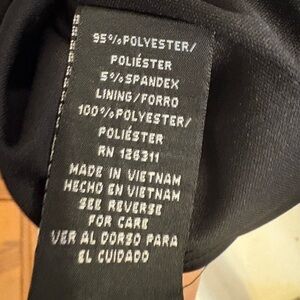 95%POLYESTER/
POLIÉSTER
5%SPANDEX
LINING/FORRO
100%POLYESTER/
POLIÉSTER
RN 126311
MADE IN VIETNAM
HECHO EN VIETNAM
SEE REVERSE
FOR CARE
VER AL DORSO PARA
EL CUIDADO